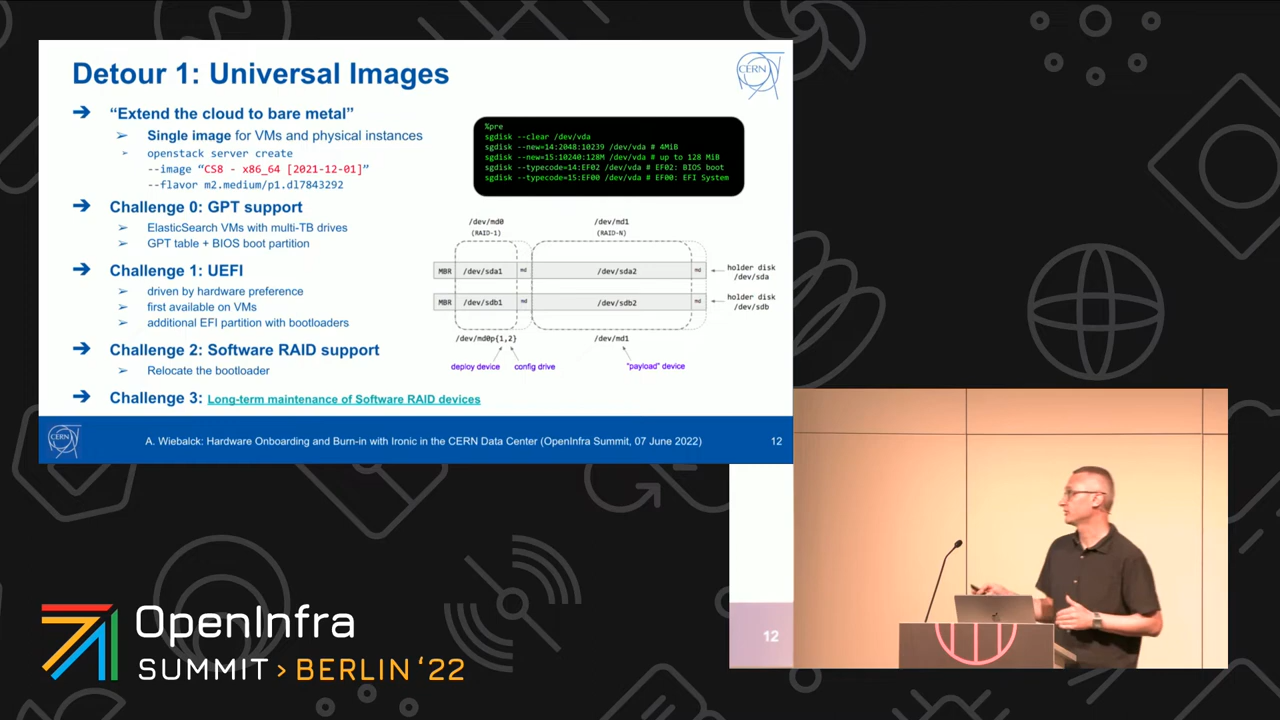 Detour 1: Universal Images
CERN
“Extend the cloud to bare metal”
Single image for VMs and physical instances
openstack server create
--image “CS8 - x86_64 [2021-12-01]”
--flavor m2.medium/p1.dl7843292
Challenge 0: GPT support
ElasticSearch VMs with multi-TB drives
GPT table + BIOS boot partition
Challenge 1: UEFI
driven by hardware preference
first available on VMs
additional EFI partition with bootloaders
Challenge 2: Software RAID support
Relocate the bootloader
Challenge 3: Long-term maintenance of Software RAID devices
%pre
sgdisk --clear /dev/vda
sgdisk --new=14:2048:10239 /dev/vda # 4MiB
sgdisk --new=15:10240:128M /dev/vda # up to 128 MiB
sgdisk --typecode=14:EF02 /dev/vda # EF02: BIOS boot
sgdisk --typecode=15:EF00 /dev/vda # EF00: EFI System
/dev/md0
(RAID-1)
/dev/md1
(RAID-N)
MBR /dev/sda1 md /dev/sda2 md
holder disk
/dev/sda
MBR /dev/sdb1 md /dev/sdb2 md
holder disk
/dev/sdb
/dev/md0p{1,2}
/dev/md1
deploy device
config drive
"payload" device
CERN
A. Wiebalck: Hardware Onboarding and Burn-in with Ironic in the CERN Data Center (OpenInfra Summit, 07 June 2022)
12
12
OpenInfra
SUMMIT > BERLIN ‘22